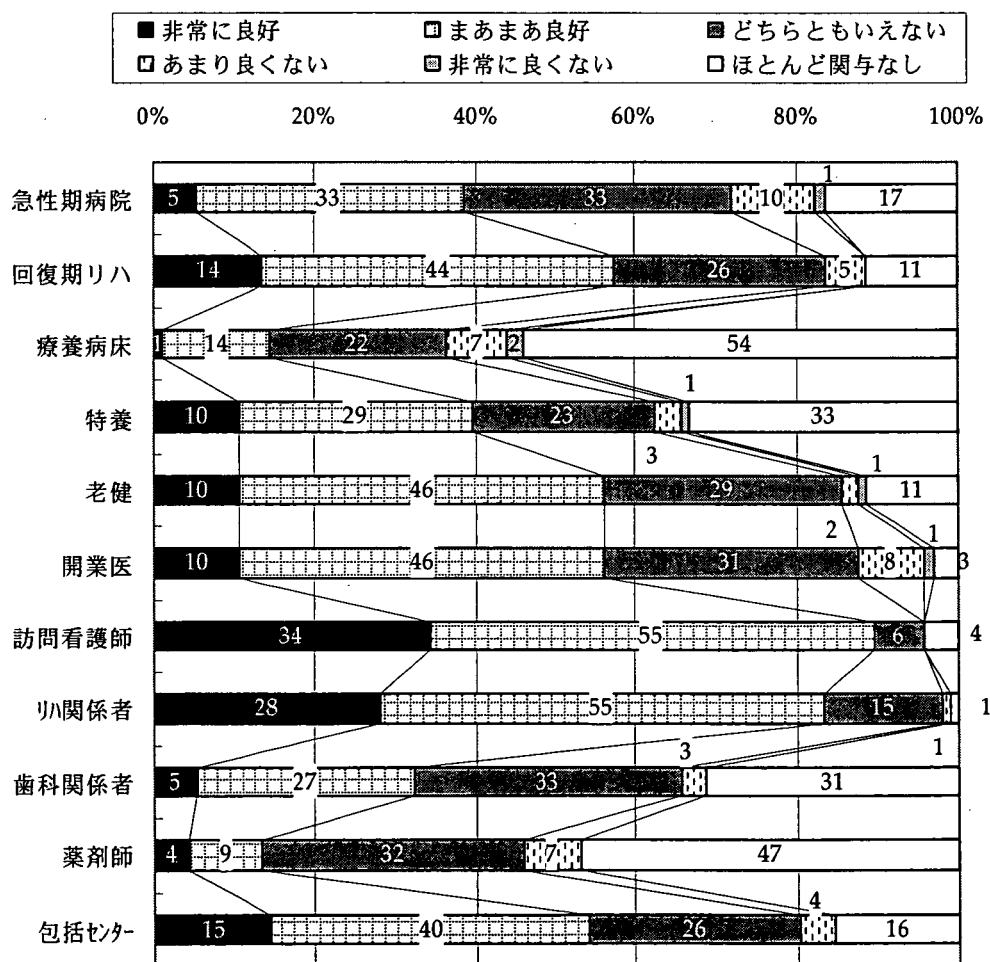 ■ 非常に良好 □ まあまあ良好 ■ どちらともいえない
□ あまり良くない □ 非常に良くない □ ほとんど関与なし
0% 20% 40% 60% 80% 100%
1
急性期病院 5 33 33 10 17
回復期リハ 14 44 26 5 11
療養病床 1 14 22 7 2 54
1
特養 10 29 23 33
3 1
老健 10 46 29 11
2 1
開業医 10 46 31 8 3
訪問看護師 34 55 6 4
リハ関係者 28 55 15 1
3 1
歯科関係者 5 27 33 31
薬剤師 4 9 32 7 47
4
包括センター 15 40 26 16